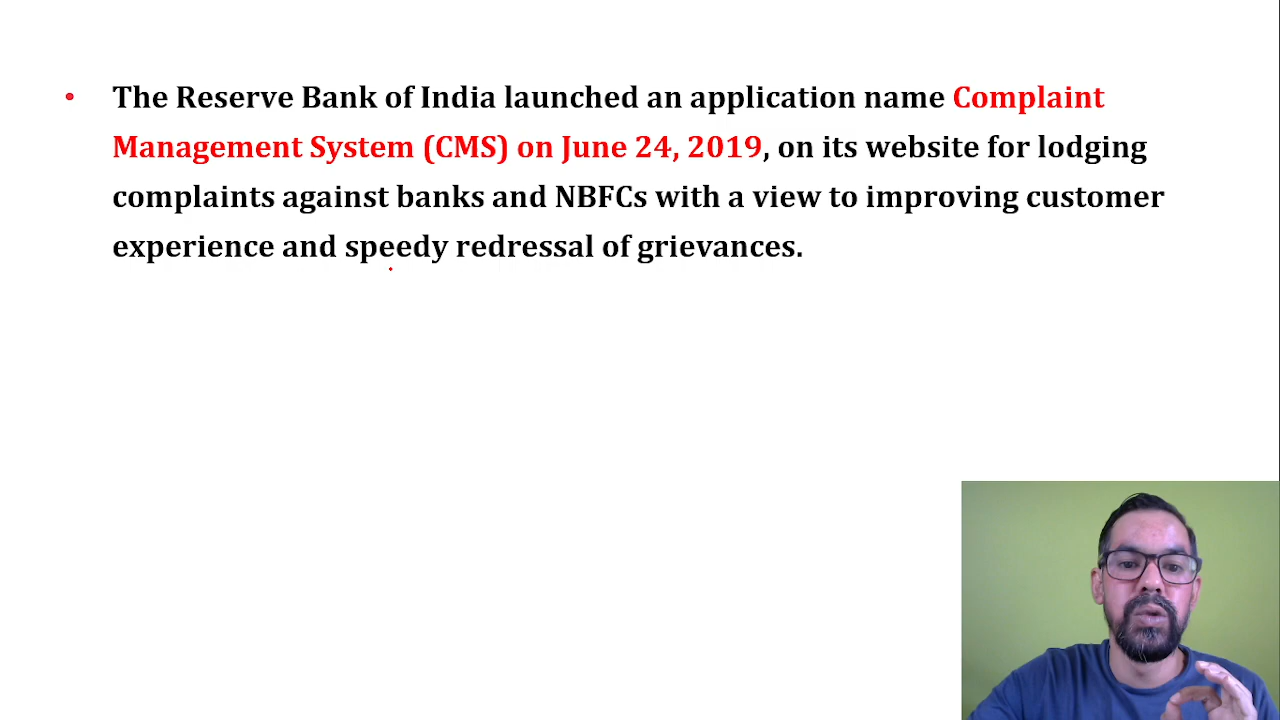 • The Reserve Bank of India launched an application name Complaint
Management System (CMS) on June 24, 2019, on its website for lodging
complaints against banks and NBFCs with a view to improving customer
experience and speedy redressal of grievances.